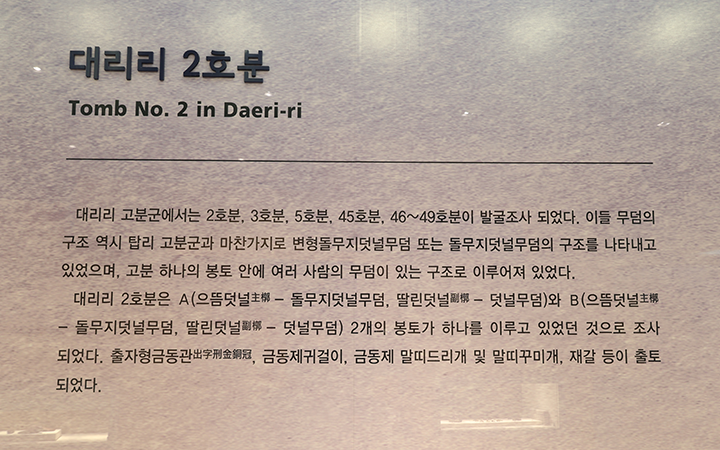 대리리 2호분
Tomb No. 2 in Daeri-ri
대리리 고분군에서는 2호분, 3호분, 5호분, 45호분, 46~49호분이 발굴조사 되었다. 이들 무덤의
구조 역시 탑리 고분군과 마찬가지로 변형돌무지덧널무덤 또는 돌무지덧널무덤의 구조를 나타내고
있었으며, 고분 하나의 봉토 안에 여러 사람의 무덤이 있는 구조로 이루어져 있었다.
대리리 2호분은 A(으뜸덧널主槨 – 돌무지덧널무덤, 딸린덧널副槨 – 덧널무덤)와 B(으뜸덧널主槨
– 돌무지덧널무덤, 딸린덧널副槨 – 덧널무덤) 2개의 봉토가 하나를 이루고 있었던 것으로 조사
되었다. 출자형금동관出字刑金銅冠, 금동제귀걸이, 금동제 말띠드리개 및 말띠꾸미개, 재갈 등이 출토
되었다.